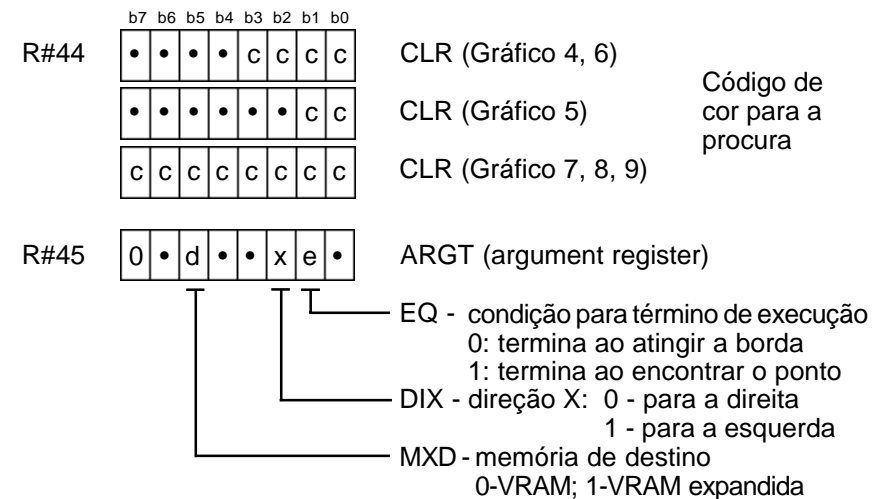 b7 b6 b5 b4 b3 b2 b1 b0
R#44 • • • • c c c c CLR (Gráfico 4, 6)
• • • • • • c c CLR (Gráfico 5)
c c c c c c c c CLR (Gráfico 7, 8, 9)
Código de
cor para a
procura
R#45 0 • d • • x e • ARGT (argument register)
EQ - condição para término de execução
0: termina ao atingir a borda
1: termina ao encontrar o ponto
DIX - direção X: 0 - para a direita
1 - para a esquerda
MXD - memória de destino
0-VRAM; 1-VRAM expandida